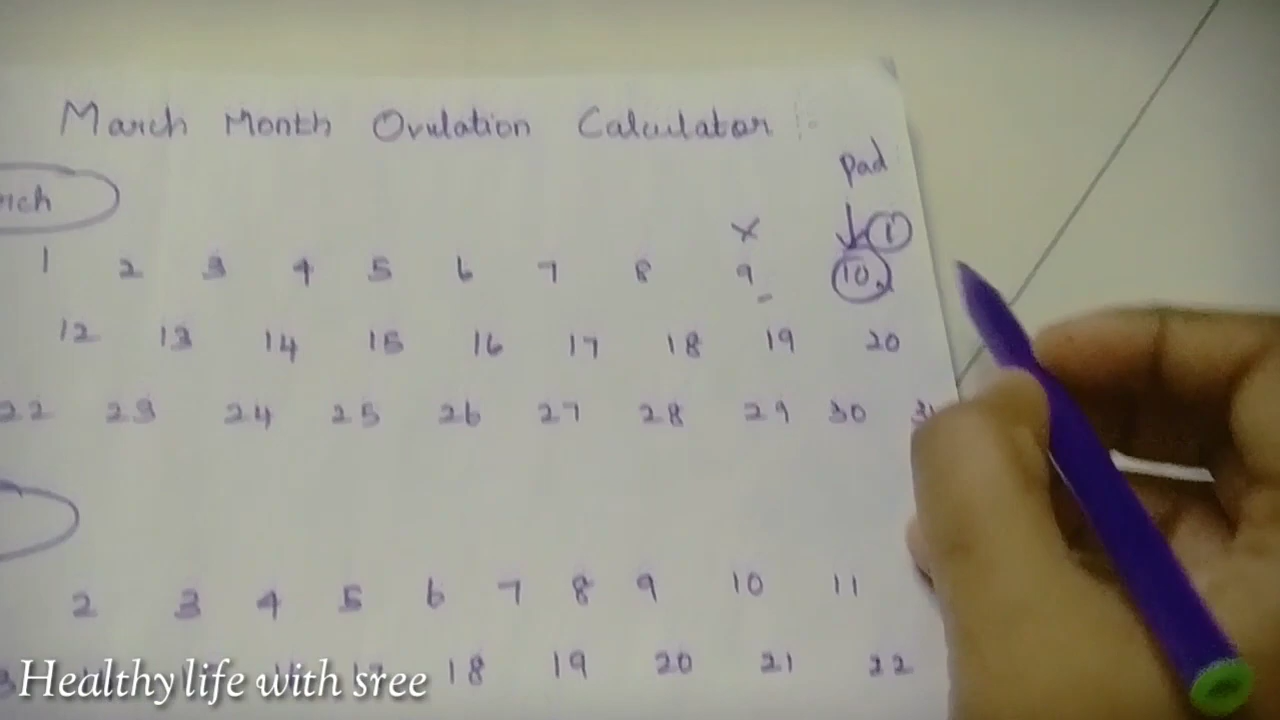 March Month Ovulation Calculator
Pad
rch
x ↓ 1
1 2 3 4 5 6 7 8 9 10
12 13 14 15 16 17 18 19 20
22 23 24 25 26 27 28 29 30 31
2 3 4 5 6 7 8 9 10 11
18 19 20 21 22
Healthy life with sree